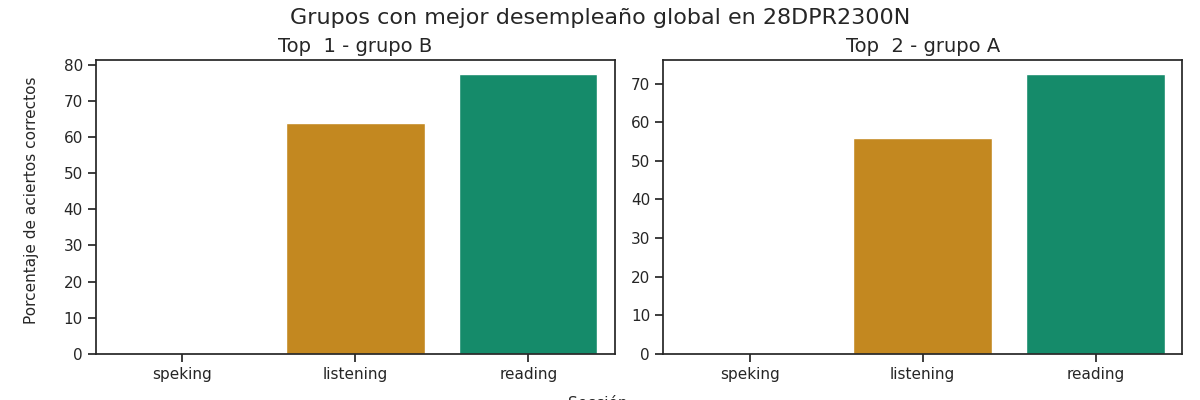 Grupos con mejor desempleaño global en 28DPR2300N
Top 1 - grupo B
Porcentaje de aciertos correctos
80
70
60
50
40
30
20
10
0
speking listening reading
Top 2 - grupo A
70
60
50
40
30
20
10
0
speking listening reading
Sección